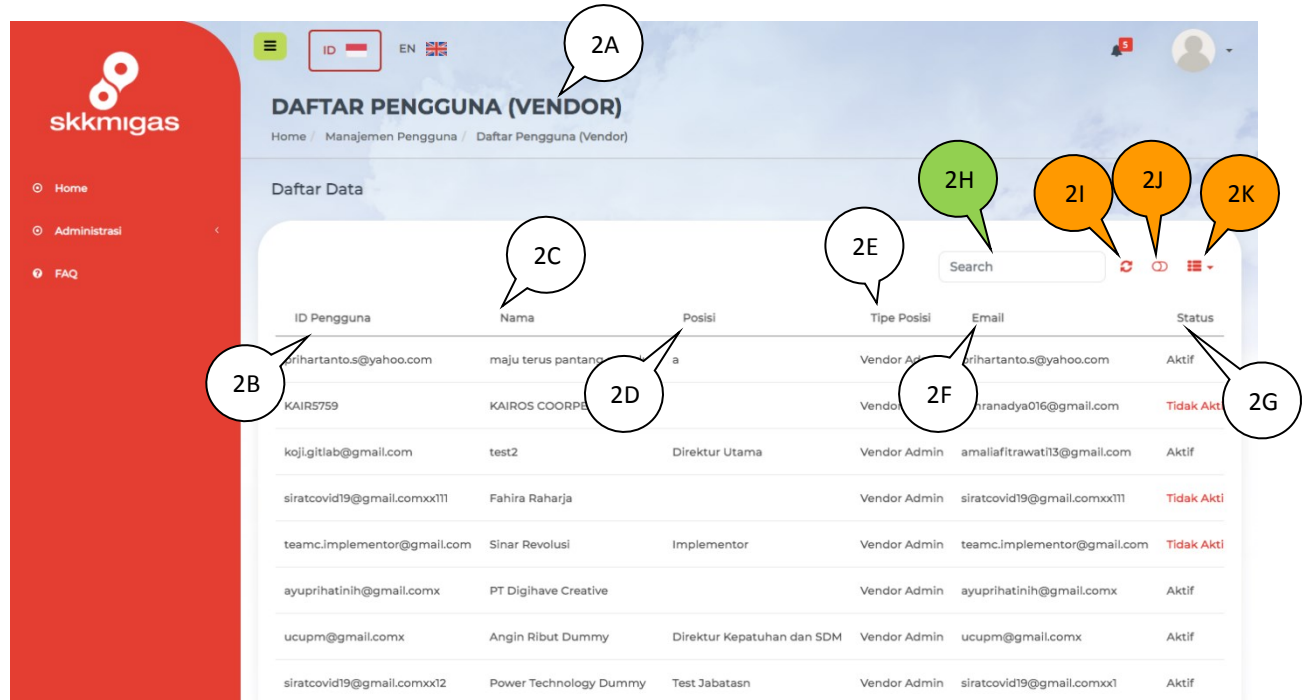 2A
ID EN 5
skkmigas
DAFTAR PENGGUNA (VENDOR)
Home / Manajemen Pengguna / Daftar Pengguna (Vendor)
Home
Administrasi
FAQ
Daftar Data
2H 2I 2J 2K
2C 2E
Search
ID Pengguna Nama Posisi Tipe Posisi Email Status
2B 2D 2F 2G
prihartanto.s@yahoo.com maju terus pantang a Vendor prihartanto.s@yahoo.com Aktif
KAIR5759 KAIROS Vendor Tidak
koji.gitlab@gmail.com test2 Direktur Utama Vendor Admin amaliafitrawati13@gmail.com Aktif
siratcovid19@gmail.comxx111 Fahira Raharja Vendor Admin siratcovid19@gmail.comxx111 Tidak Akti
teamc.implementor@gmail.com Sinar Revolusi Implementor Vendor Admin teamc.implementor@gmail.com Tidak Akti
ayuprihatinih@gmail.comx PT Digihave Creative Vendor Admin ayuprihatinih@gmail.comx Aktif
ucupm@gmail.comx Angin Ribut Dummy Direktur Kepatuhan dan SDM Vendor Admin ucupm@gmail.comx Aktif
siratcovid19@gmail.comxx12 Power Technology Dummy Test Jabatasn Vendor Admin siratcovid19@gmail.comxx1 Aktif